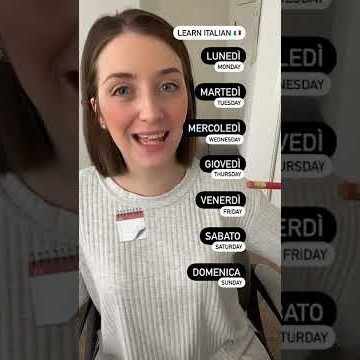 LEARN ITALIAN 🇮🇹
LUNEDÌ
MONDAY
MARTEDÌ
TUESDAY
MERCOLEDÌ
WEDNESDAY
GIOVEDÌ
THURSDAY
VENERDÌ
FRIDAY
SABATO
SATURDAY
DOMENICA
SUNDAY